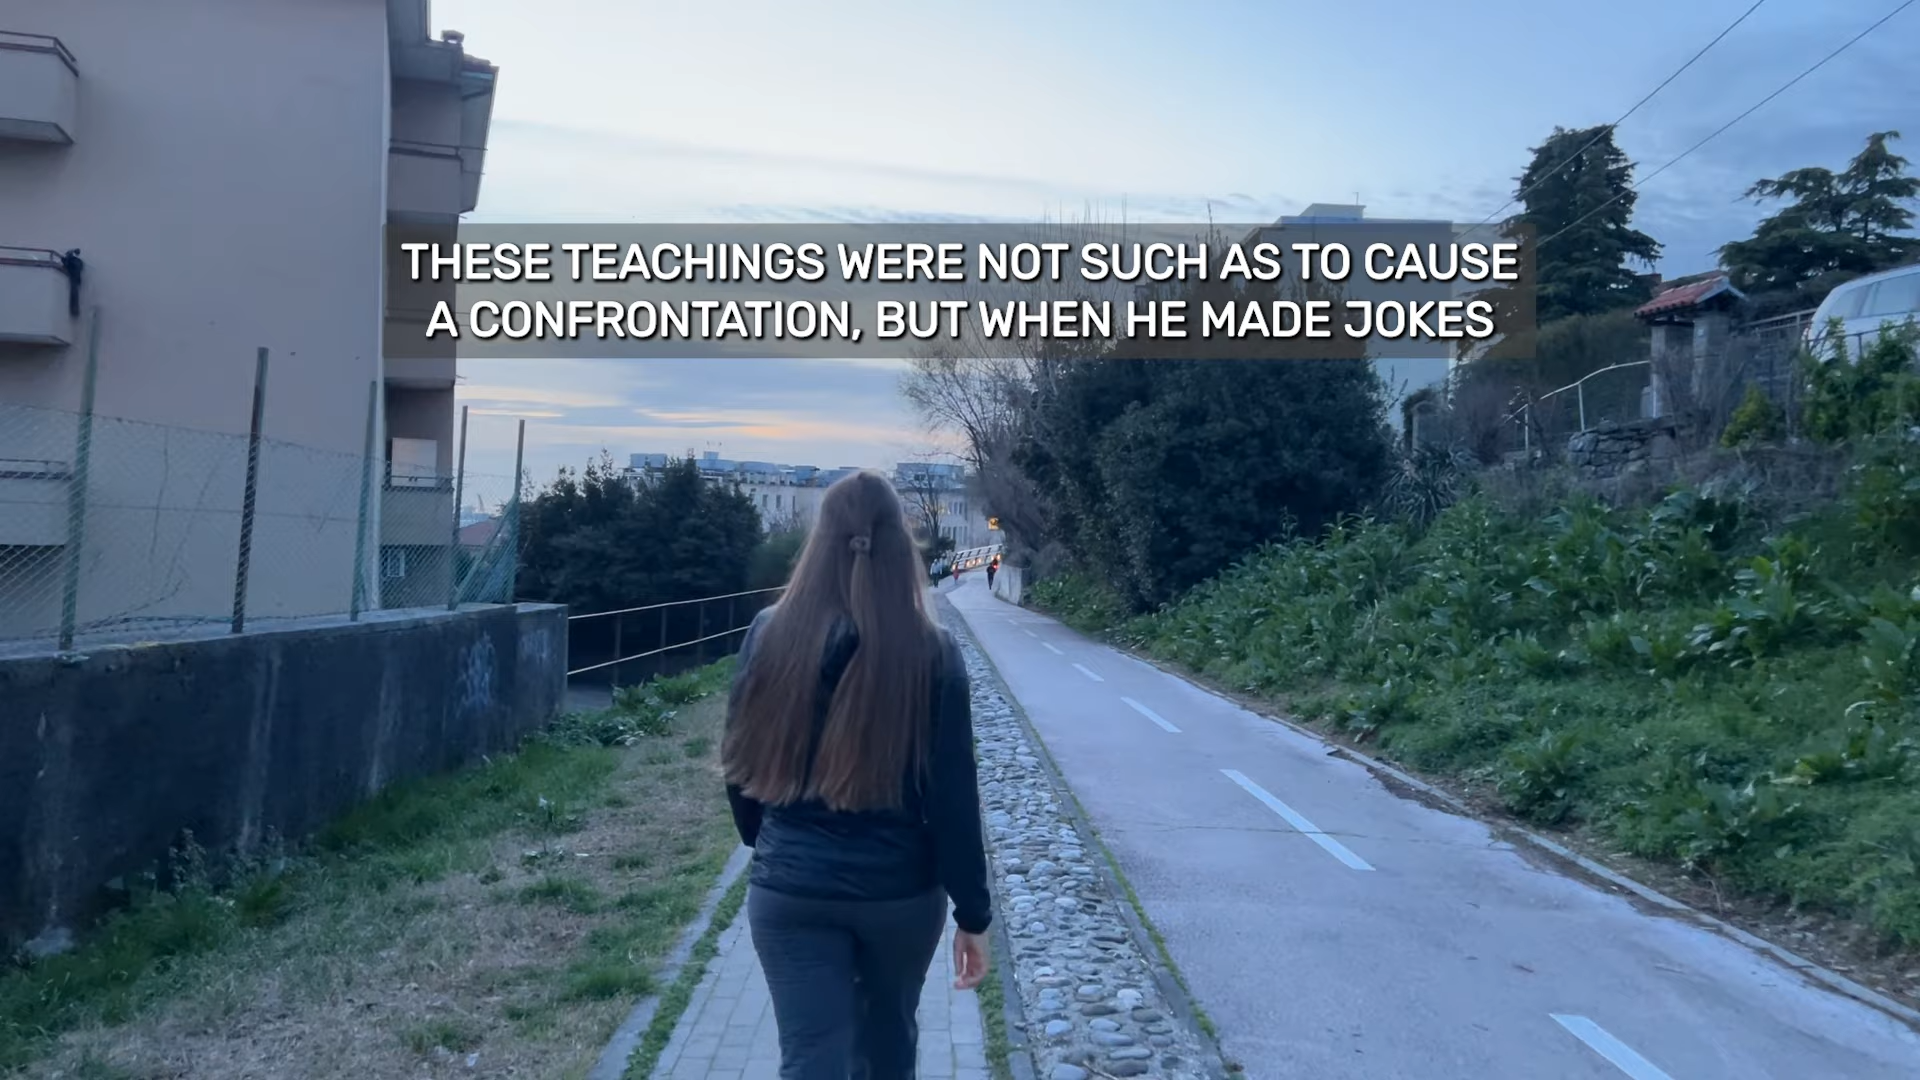 THESE TEACHINGS WERE NOT SUCH AS TO CAUSE
A CONFRONTATION, BUT WHEN HE MADE JOKES